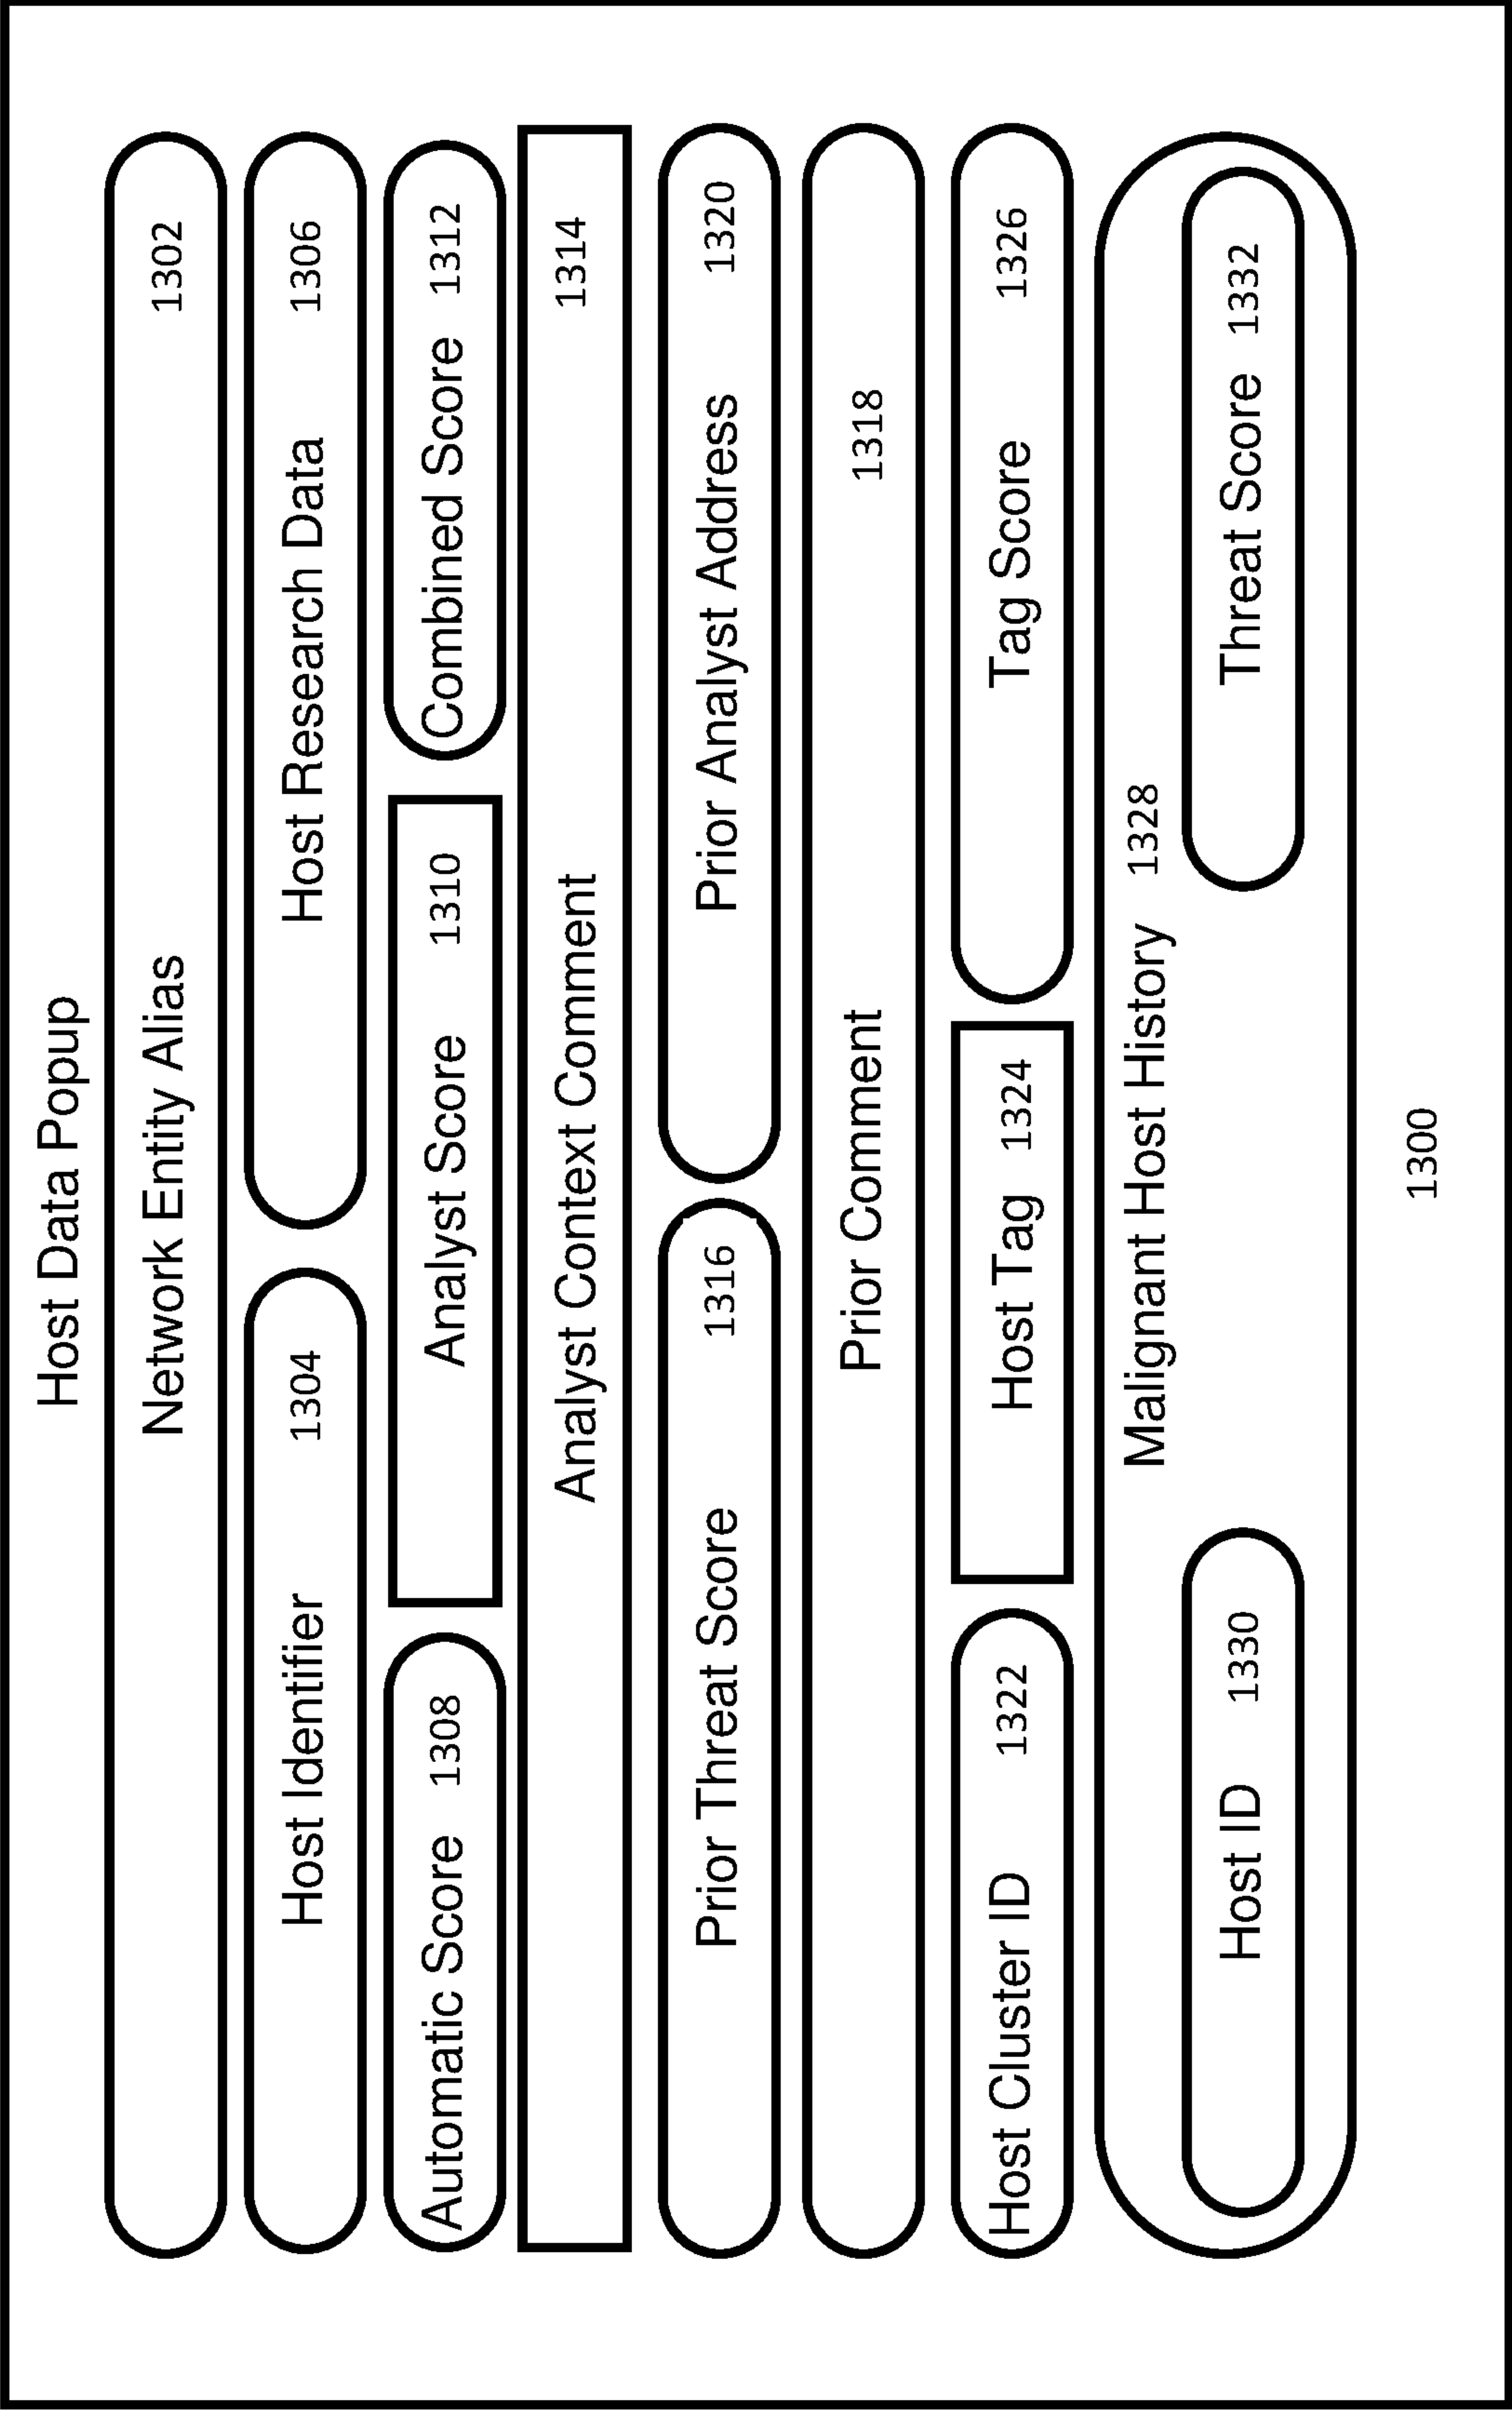 Host Data Popup
Network Entity Alias 1302
Host Identifier 1304 Host Research Data 1306
Automatic Score 1308 Analyst Score 1310 Combined Score 1312
Analyst Context Comment 1314
Prior Threat Score 1316 Prior Analyst Address 1320
Prior Comment 1318
Host Cluster ID 1322 Host Tag 1324 Tag Score 1326
Malignant Host History 1328
Host ID 1330 Threat Score 1332
1300